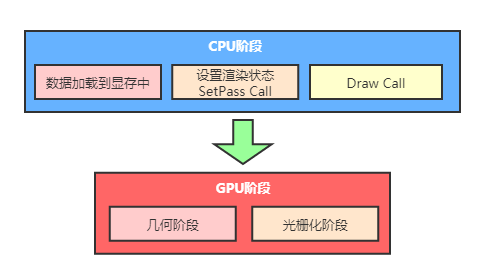 CPU阶段
数据加载到显存中
设置渲染状态
SetPass Call
Draw Call
GPU阶段
几何阶段
光栅化阶段